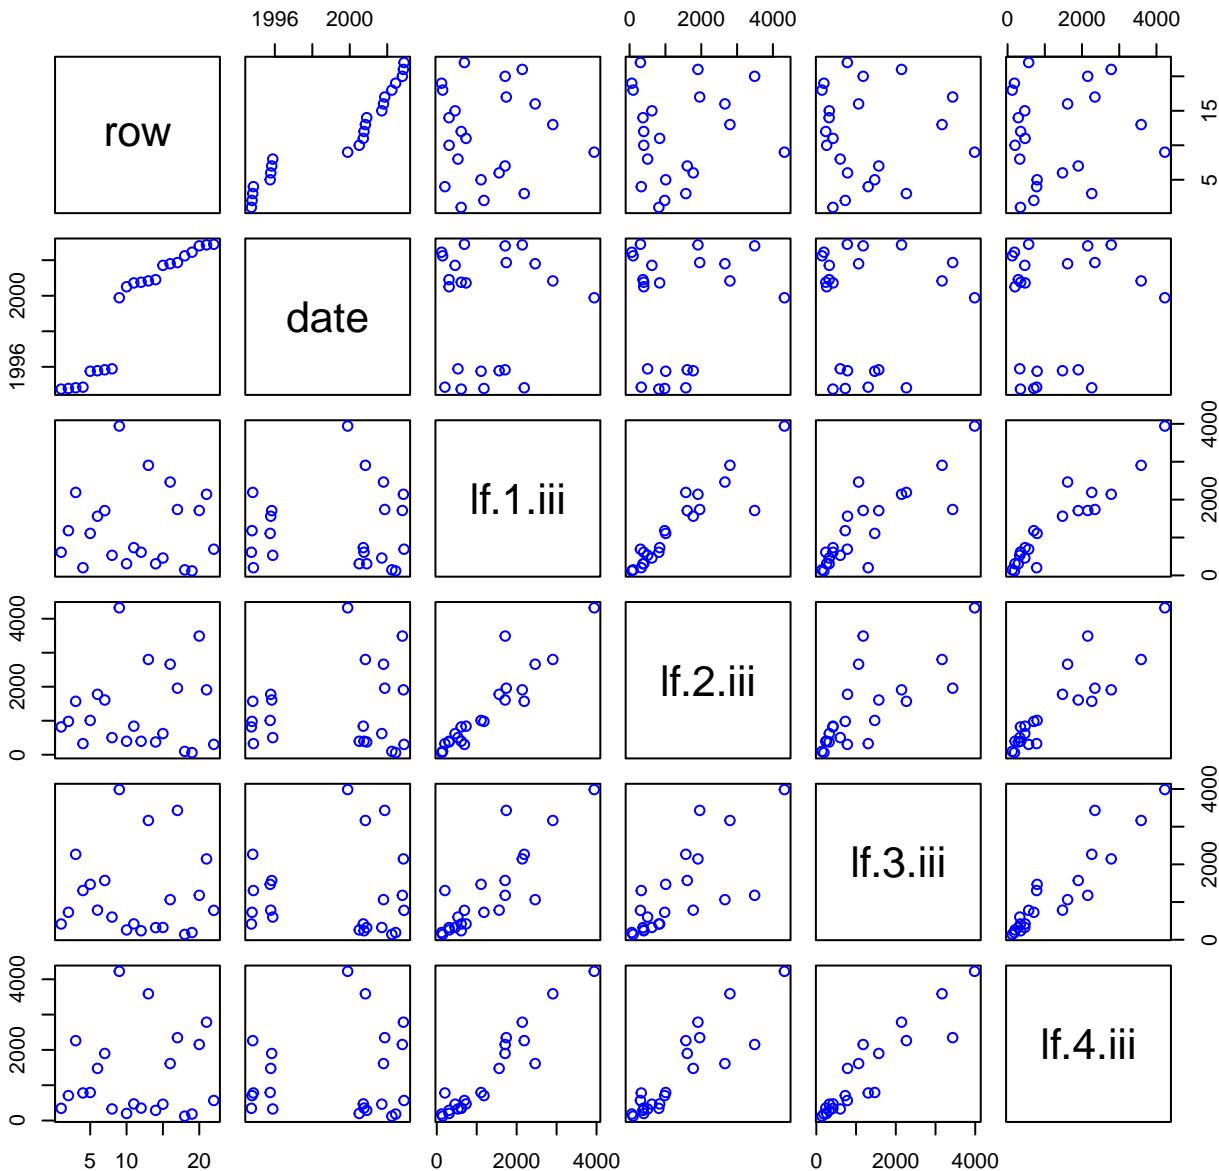 1996 2000 0 2000 4000 0 2000 4000
row 5 15
1996 2000 date
lf.1.iii 0 2000 4000
0 2000 4000 lf.2.iii
lf.3.iii 0 2000 4000
0 2000 4000 lf.4.iii
5 10 20 0 2000 4000 0 2000 4000